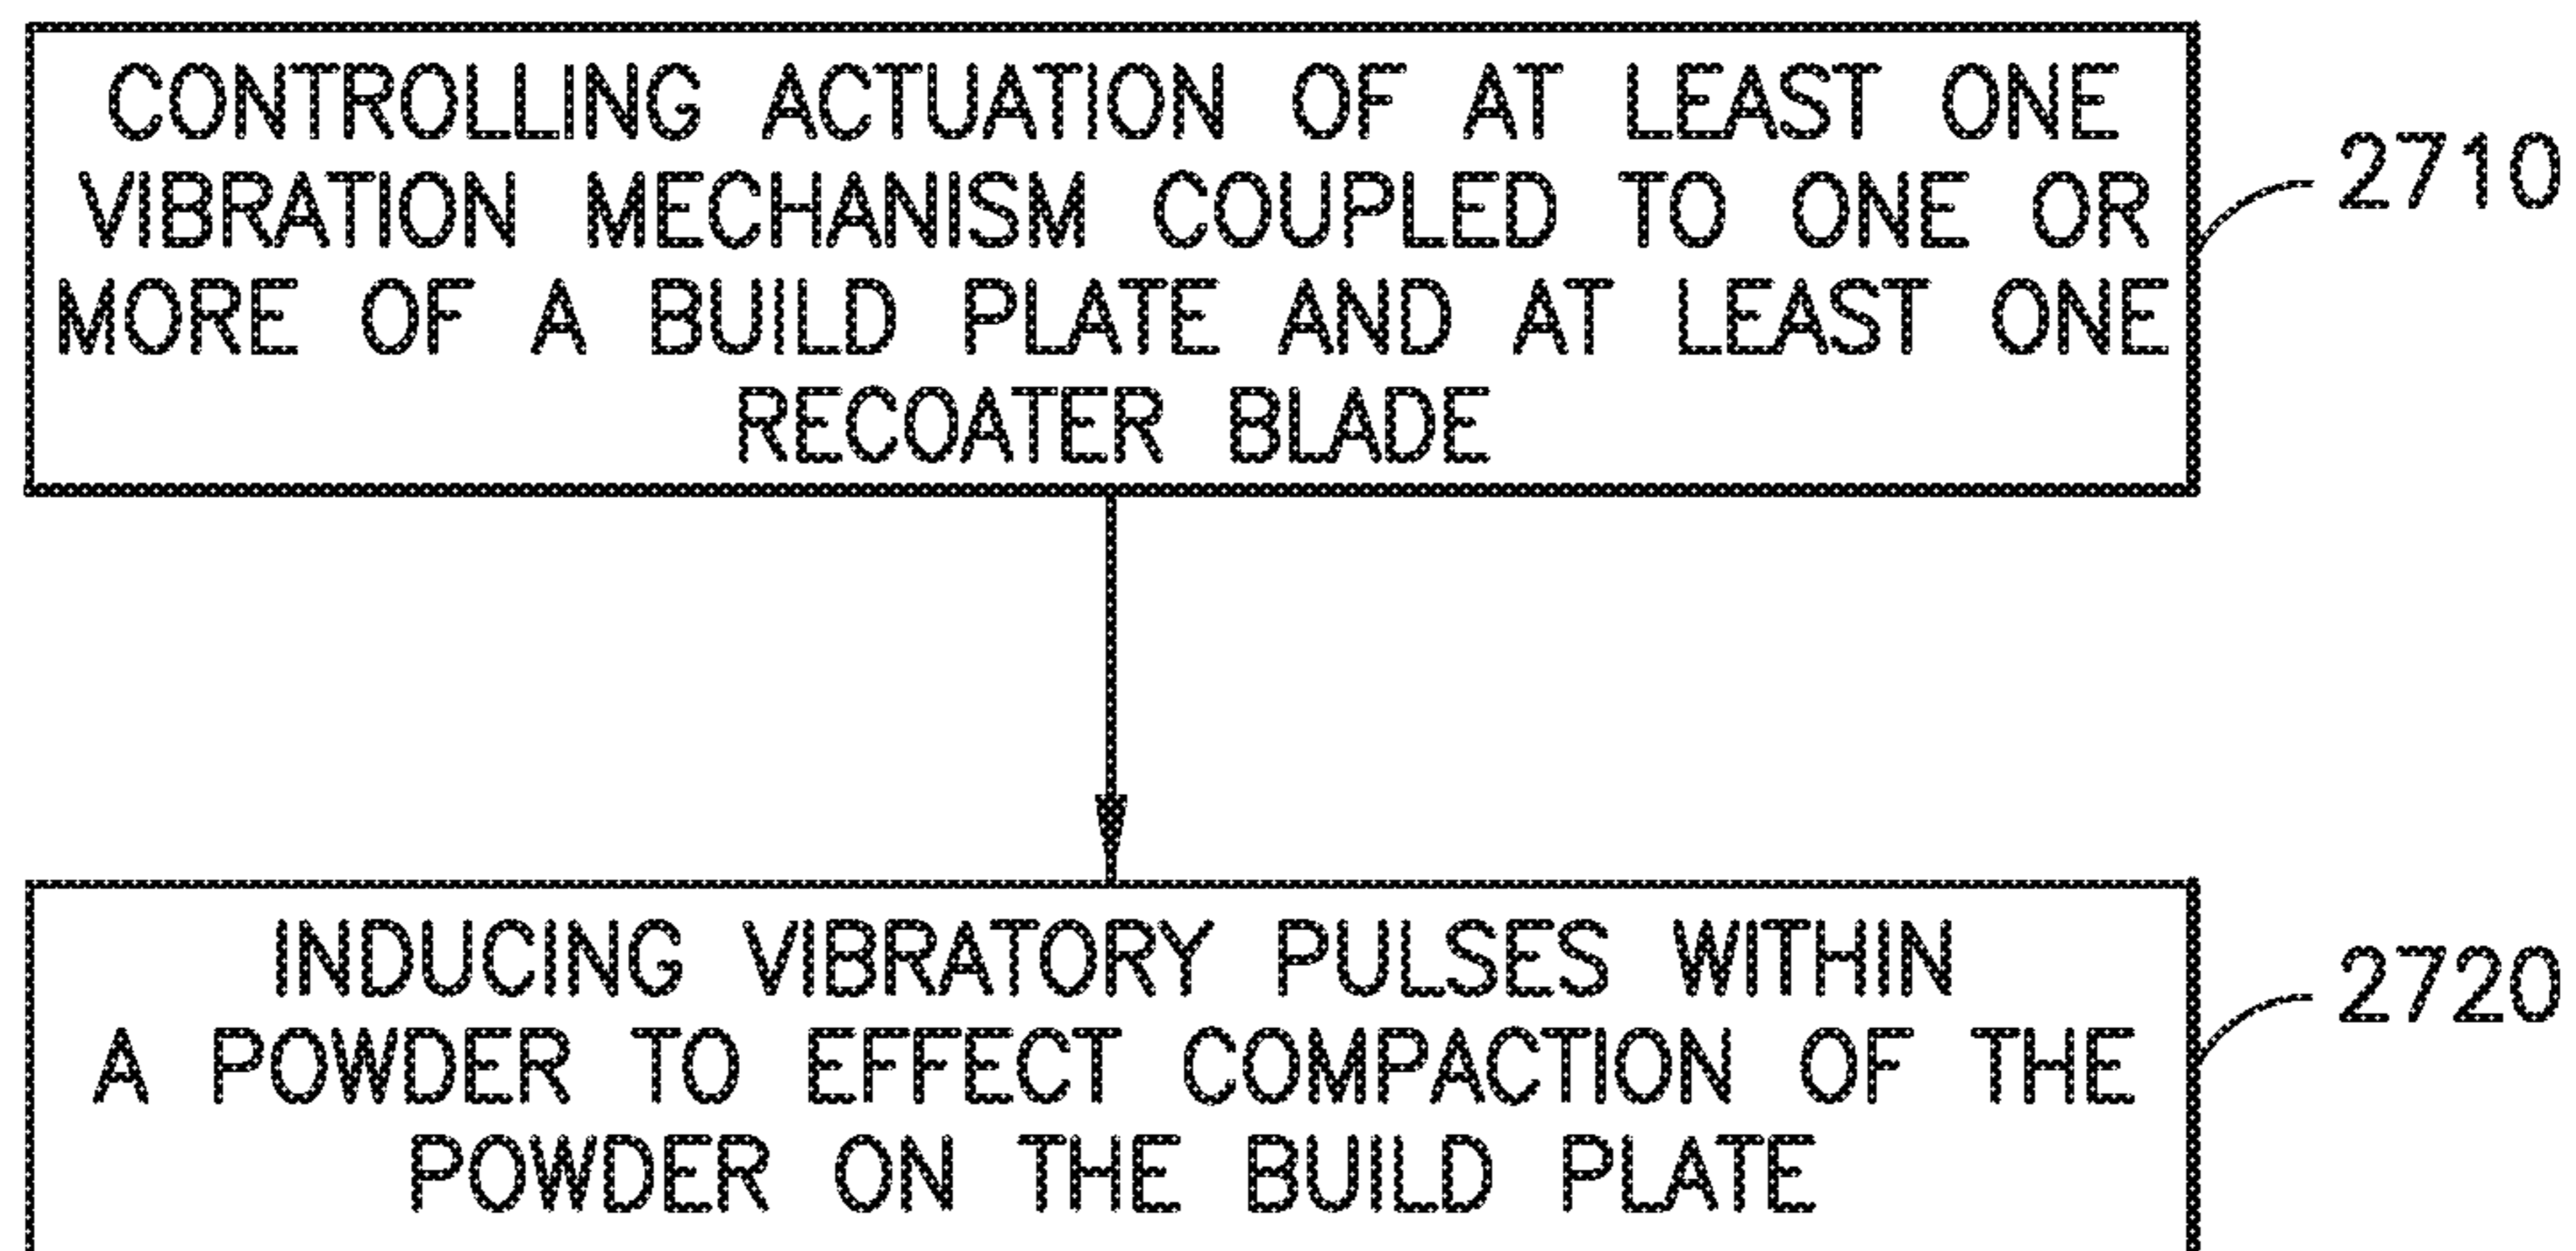 CONTROLLING ACTUATION OF AT LEAST ONE
VIBRATION MECHANISM COUPLED TO ONE OR
MORE OF A BUILD PLATE AND AT LEAST ONE
RECOATER BLADE
2710
INDUCING VIBRATORY PULSES WITHIN
A POWDER TO EFFECT COMPACTION OF THE
POWDER ON THE BUILD PLATE
2720